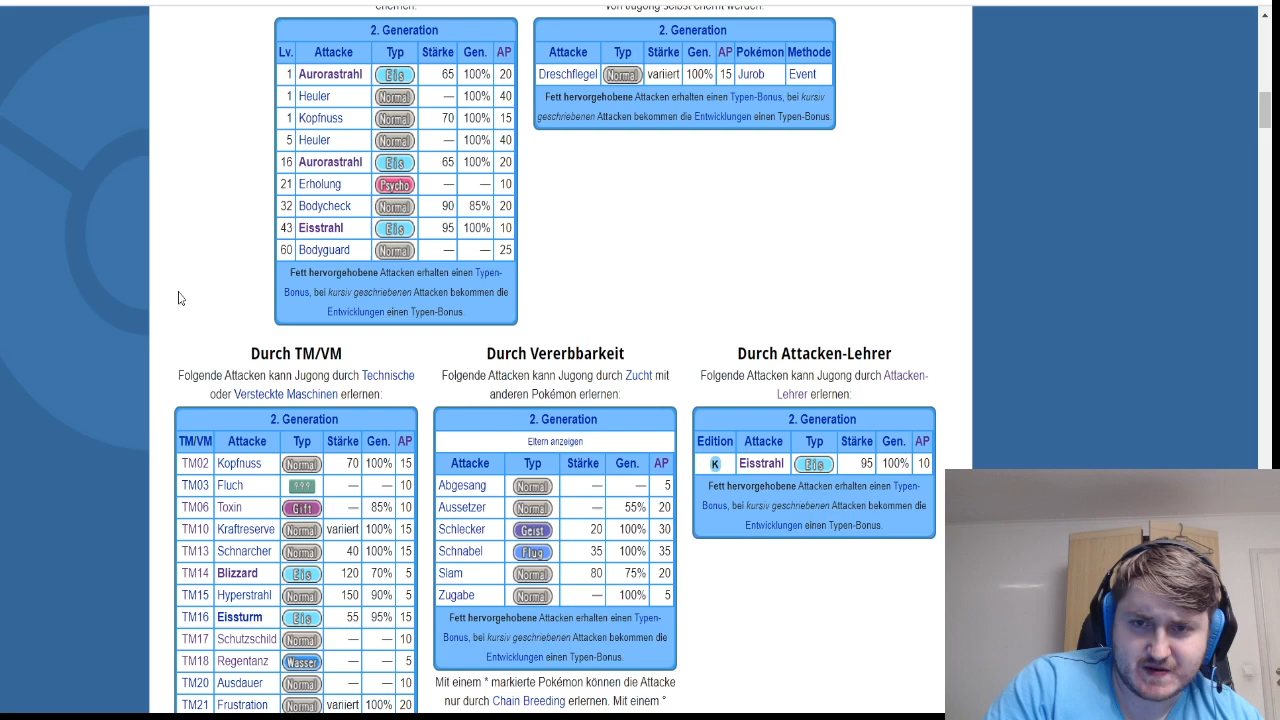 erlernen:
2. Generation
Lv. Attacke Typ Stärke Gen. AP
1 Aurorastrahl Eis 65 100% 20
1 Heuler Normal — 100% 40
1 Kopfnuss Normal 70 100% 15
5 Heuler Normal — 100% 40
16 Aurorastrahl Eis 65 100% 20
21 Erholung Psycho — — 10
32 Bodycheck Normal 90 85% 20
43 Eisstrahl Eis 95 100% 10
60 Bodyguard Normal — — 25
Fett hervorgehobene Attacken erhalten einen Typen-
Bonus, bei kursiv geschriebenen Attacken bekommen die
Entwicklungen einen Typen-Bonus.
von Jugong selbst erlernt werden:
2. Generation
Attacke Typ Stärke Gen. AP Pokémon Methode
Dreschflegel Normal variiert 100% 15 Jurob Event
Fett hervorgehobene Attacken erhalten einen Typen-Bonus, bei kursiv
geschriebenen Attacken bekommen die Entwicklungen einen Typen-Bonus.
Durch TM/VM
Folgende Attacken kann Jugong durch Technische
oder Versteckte Maschinen erlernen:
2. Generation
TM/VM Attacke Typ Stärke Gen. AP
TM02 Kopfnuss Normal 70 100% 15
TM03 Fluch ??? — — 10
TM06 Toxin Gift — 85% 10
TM10 Kraftreserve Normal variiert 100% 15
TM13 Schnarcher Normal 40 100% 15
TM14 Blizzard Eis 120 70% 5
TM15 Hyperstrahl Normal 150 90% 5
TM16 Eissturm Eis 55 95% 15
TM17 Schutzschild Normal — — 10
TM18 Regentanz Wasser — — 5
TM20 Ausdauer Normal — — 10
TM21 Frustration Normal variiert 100% 20
Durch Vererbbarkeit
Folgende Attacken kann Jugong durch Zucht mit
anderen Pokémon erlernen:
2. Generation
Eltern anzeigen
Attacke Typ Stärke Gen. AP
Abgesang Normal — — 5
Aussetzer Normal — 55% 20
Schlecker Geist 20 100% 30
Schnabel Flug 35 100% 35
Slam Normal 80 75% 20
Zugabe Normal — 100% 5
Fett hervorgehobene Attacken erhalten einen Typen-
Bonus, bei kursiv geschriebenen Attacken bekommen die
Entwicklungen einen Typen-Bonus.
Mit einem * markierte Pokémon können die Attacke
nur durch Chain Breeding erlernen. Mit einem °
Durch Attacken-Lehrer
Folgende Attacken kann Jugong durch Attacken-
Lehrer erlernen:
2. Generation
Edition Attacke Typ Stärke Gen. AP
K Eisstrahl Eis 95 100% 10
Fett hervorgehobene Attacken erhalten einen Typen-
Bonus, bei kursiv geschriebenen Attacken bekommen die
Entwicklungen einen Typen-Bonus.